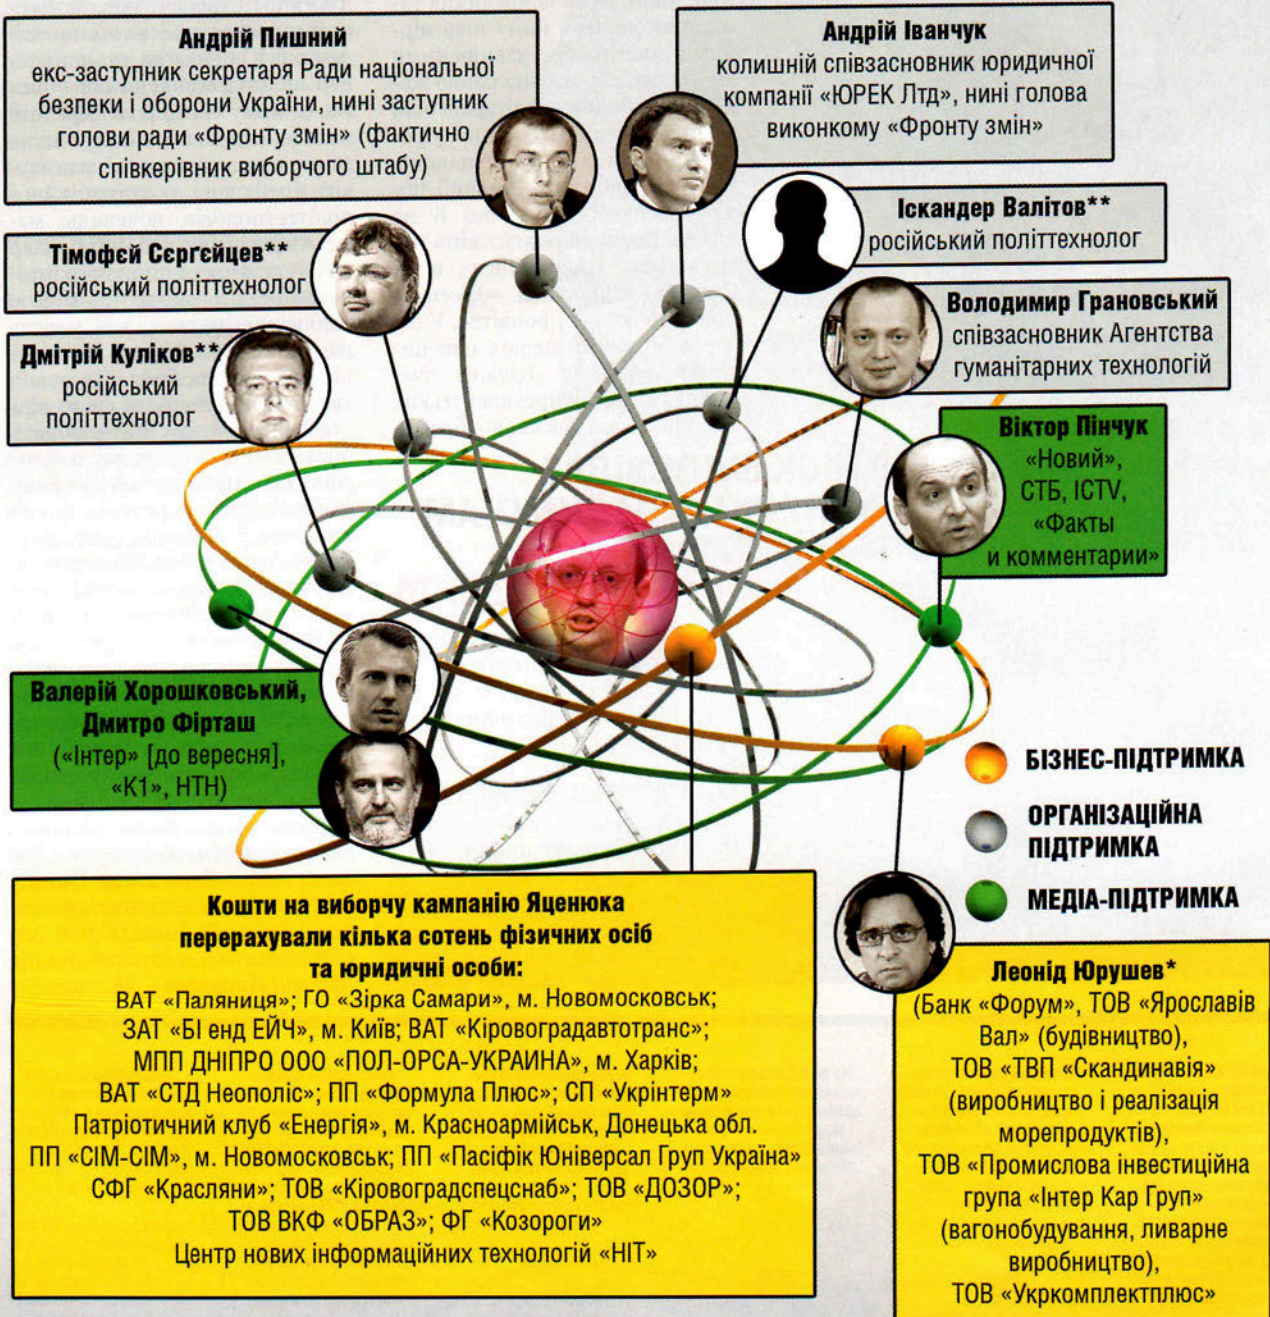 Андрій Пишний
екс-заступник секретаря Ради національної
безпеки і оборони України, нині заступник
голови ради «Фронту змін» (фактично
співкерівник виборчого штабу)
Андрій Іванчук
колишній співзасновник юридичної
компанії «ЮРЕК Лтд», нині голова
виконкому «Фронту змін»
Іскандер Валітов**
російський політтехнолог
Тімофєй Сєргєйцев**
російський політтехнолог
Володимир Грановський
співзасновник Агентства
гуманітарних технологій
Дмітрій Куліков**
російський
політтехнолог
Віктор Пінчук
«Новий»,
СТБ, ICTV,
«Факты
и комментарии»
Валерій Хорошковський,
Дмитро Фірташ
(«Інтер» [до вересня],
«К1», НТН)
БІЗНЕС-ПІДТРИМКА
ОРГАНІЗАЦІЙНА
ПІДТРИМКА
МЕДІА-ПІДТРИМКА
Кошти на виборчу кампанію Яценюка
перерахували кілька сотень фізичних осіб
та юридичні особи:
ВАТ «Паляниця»; ГО «Зірка Самари», м. Новомосковськ;
ЗАТ «БІ енд ЕЙЧ», м. Київ; ВАТ «Кіровоградавтотранс»;
МПП ДНІПРО ООО «ПОЛ-ОРСА-УКРАИНА», м. Харків;
ВАТ «СТД Неополіс»; ПП «Формула Плюс»; СП «Укрінтерм»
Патріотичний клуб «Енергія», м. Красноармійськ, Донецька обл.
ПП «СІМ-СІМ», м. Новомосковськ; ПП «Пасіфік Юніверсал Груп Україна»
СФГ «Красляни»; ТОВ «Кіровоградспецснаб»; ТОВ «ДОЗОР»;
ТОВ ВКФ «ОБРАЗ»; ФГ «Козороги»
Центр нових інформаційних технологій «НІТ»
Леонід Юрушев*
(Банк «Форум», ТОВ «Ярославів
Вал» (будівництво),
ТОВ «ТВП «Скандинавія»
(виробництво і реалізація
морепродуктів),
ТОВ «Промислова інвестиційна
група «Інтер Кар Груп»
(вагонобудування, ливарне
виробництво),
ТОВ «Укркомплектплюс»